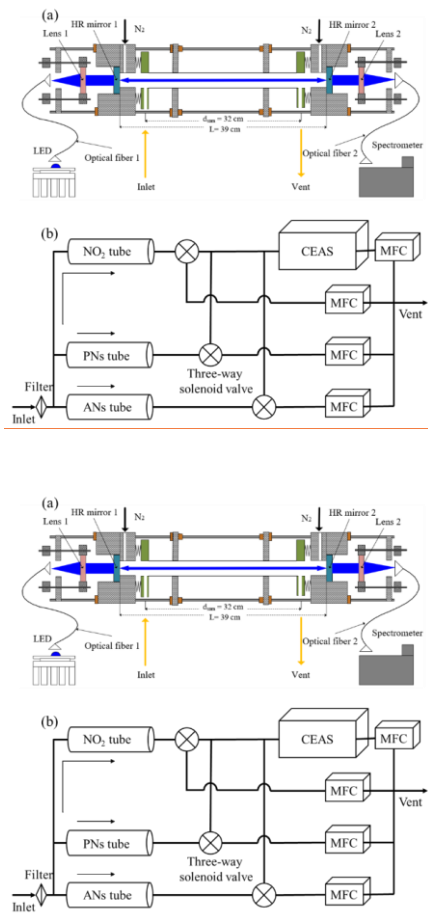 (a)
HR mirror 1
HR mirror 2
Lens 1
N₂
N₂
Lens 2
dₘₐₙ = 32 cm
L= 39 cm
LED
Optical fiber 1
Optical fiber 2
Spectrometer
Inlet
Vent
(b)
NO₂ tube
CEAS
MFC
MFC
Vent
PNs tube
MFC
Three-way
solenoid valve
Filter
ANs tube
MFC
Inlet
(a)
HR mirror 1
HR mirror 2
Lens 1
N₂
N₂
Lens 2
= 32 cm
L= 39 cm
LED
Optical fiber 1
Optical fiber 2
Spectrometer
Inlet
Vent
(b)
NO₂ tube
CEAS
MFC
MFC
Vent
PNs tube
MFC
Three-way
solenoid valve
Filter
ANs tube
MFC
Inlet